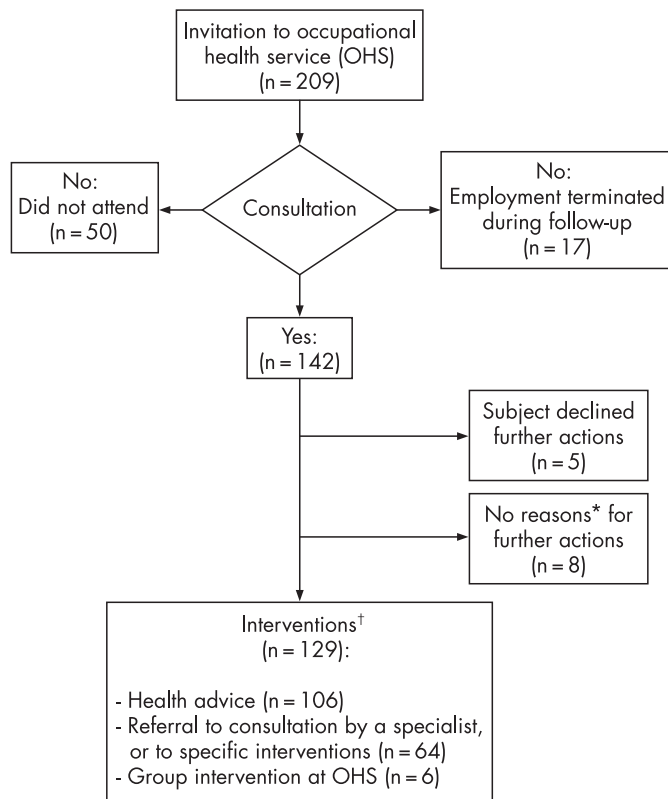 Invitation to occupational
health service (OHS)
(n = 209)
No:
Did not attend
(n = 50)
Consultation
No:
Employment terminated
during follow-up
(n = 17)
Yes:
(n = 142)
Subject declined
further actions
(n = 5)
No reasons* for
further actions
(n = 8)
Interventions†
(n = 129):
- Health advice (n = 106)
- Referral to consultation by a specialist,
or to specific interventions (n = 64)
- Group intervention at OHS (n = 6)